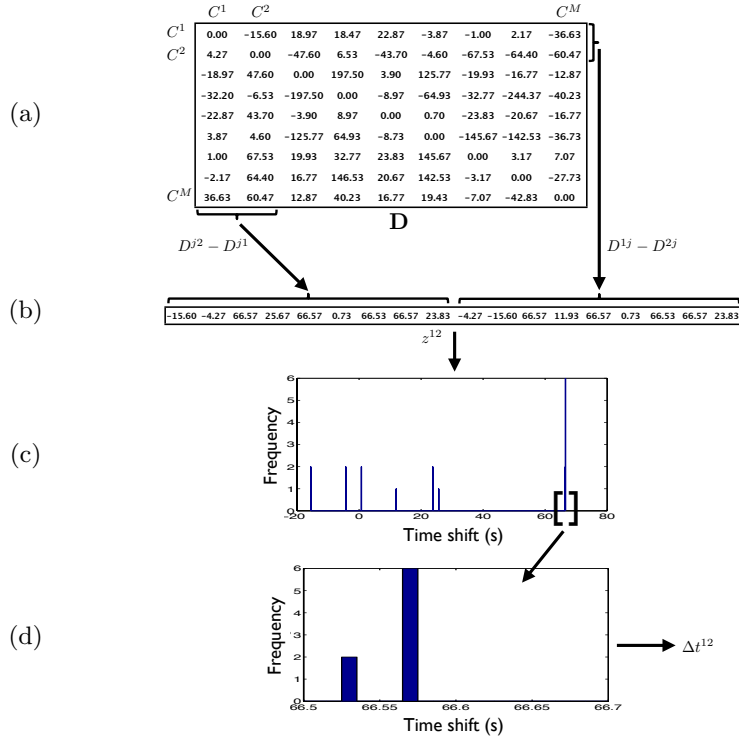 C^1 C^2 C^M
C^1 0.00 -15.60 18.97 18.47 22.87 -3.87 -1.00 2.17 -36.63
C^2 4.27 0.00 -47.60 6.53 -43.70 -4.60 -67.53 -64.40 -60.47
-18.97 47.60 0.00 197.50 3.90 125.77 -19.93 -16.77 -12.87
(a) -32.20 -6.53 -197.50 0.00 -8.97 -64.93 -32.77 -244.37 -40.23
-22.87 43.70 -3.90 8.97 0.00 0.70 -23.83 -20.67 -16.77
3.87 4.60 -125.77 64.93 -8.73 0.00 -145.67 -142.53 -36.73
1.00 67.53 19.93 32.77 23.83 145.67 0.00 3.17 7.07
-2.17 64.40 16.77 146.53 20.67 142.53 -3.17 0.00 -27.73
C^M 36.63 60.47 12.87 40.23 16.77 19.43 -7.07 -42.83 0.00
D
D^{j2} − D^{j1} D^{1j} − D^{2j}
(b) -15.60 -4.27 66.57 25.67 66.57 0.73 66.53 66.57 23.83 -4.27 -15.60 66.57 11.93 66.57 0.73 66.53 66.57 23.83
z^{12}
(c)
Frequency
6
5
4
3
2
1
0
-20 0 20 40 60 80
Time shift (s)
(d)
Frequency
6
5
4
3
2
1
0
66.5 66.55 66.6 66.65 66.7
Time shift (s)
Δt^{12}